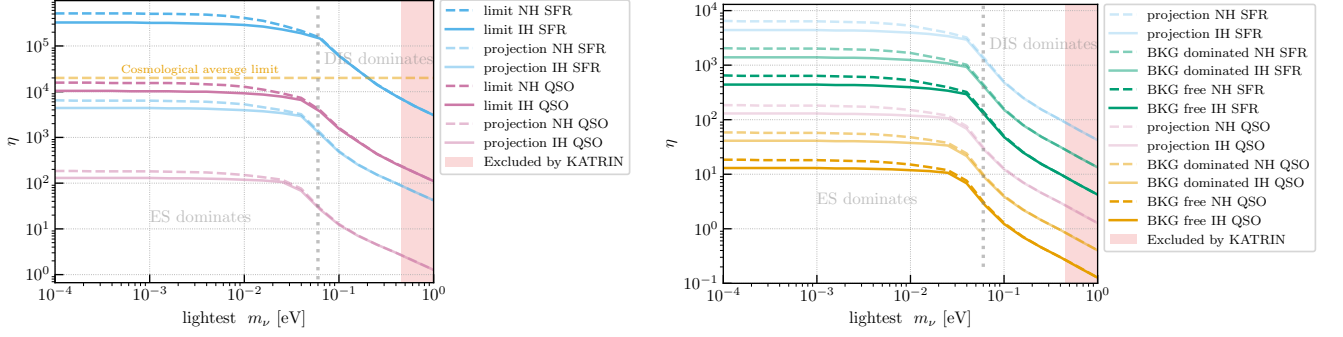 10^5
10^4
10^3
10^2
10^1
10^0
η
Cosmological average limit
DIS dominates
ES dominates
10^-4
10^-3
10^-2
10^-1
10^0
lightest m_ν [eV]
limit NH SFR
limit IH SFR
projection NH SFR
projection IH SFR
limit NH QSO
limit IH QSO
projection NH QSO
projection IH QSO
Excluded by KATRIN
10^4
10^3
10^2
10^1
10^0
10^-1
η
DIS dominates
ES dominates
10^-4
10^-3
10^-2
10^-1
10^0
lightest m_ν [eV]
projection NH SFR
projection IH SFR
BKG dominated NH SFR
BKG dominated IH SFR
BKG free NH SFR
BKG free IH SFR
projection NH QSO
projection IH QSO
BKG dominated NH QSO
BKG dominated IH QSO
BKG free NH QSO
BKG free IH QSO
Excluded by KATRIN